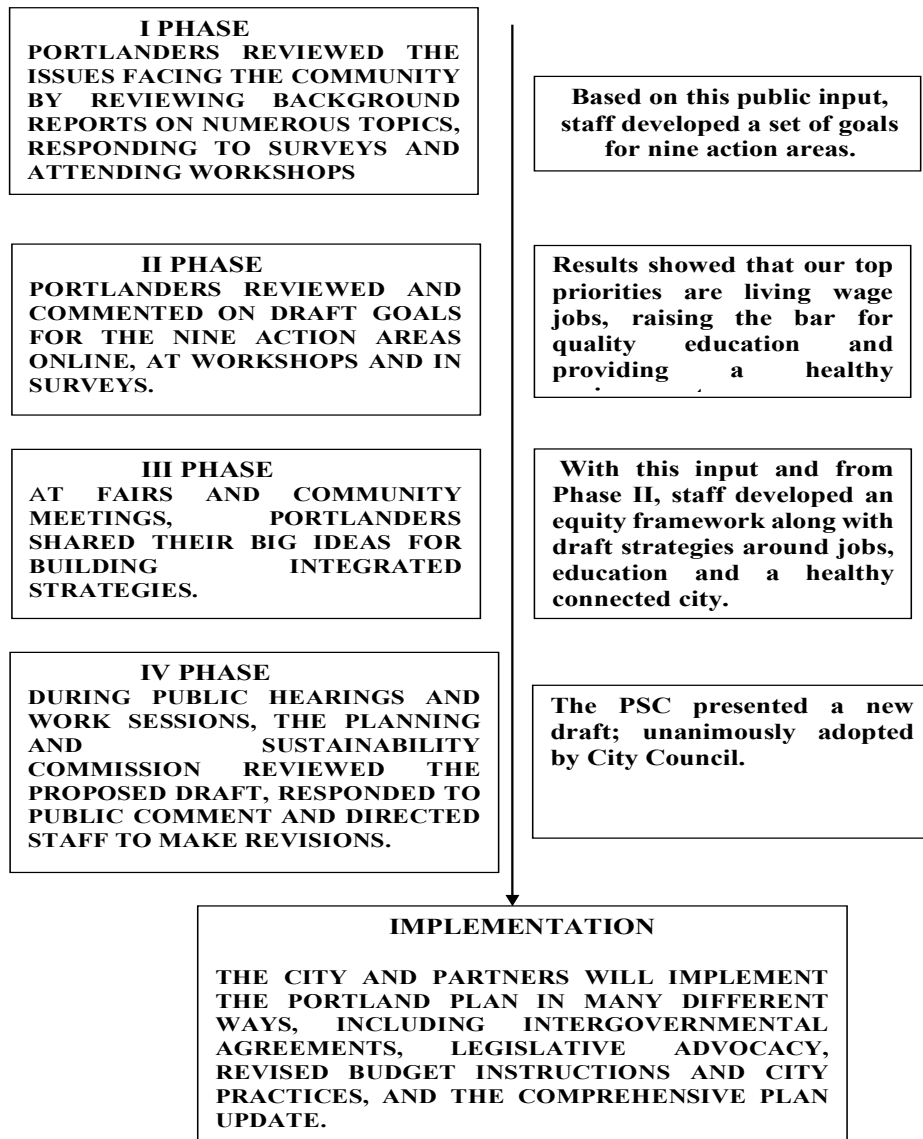 I PHASE
PORTLANDERS REVIEWED THE
ISSUES FACING THE COMMUNITY
BY REVIEWING BACKGROUND
REPORTS ON NUMEROUS TOPICS,
RESPONDING TO SURVEYS AND
ATTENDING WORKSHOPS
Based on this public input,
staff developed a set of goals
for nine action areas.
II PHASE
PORTLANDERS REVIEWED AND
COMMENTED ON DRAFT GOALS
FOR THE NINE ACTION AREAS
ONLINE, AT WORKSHOPS AND IN
SURVEYS.
Results showed that our top
priorities are living wage
jobs, raising the bar for
quality education and
providing a healthy
III PHASE
AT FAIRS AND COMMUNITY
MEETINGS, PORTLANDERS
SHARED THEIR BIG IDEAS FOR
BUILDING INTEGRATED
STRATEGIES.
With this input and from
Phase II, staff developed an
equity framework along with
draft strategies around jobs,
education and a healthy
connected city.
IV PHASE
DURING PUBLIC HEARINGS AND
WORK SESSIONS, THE PLANNING
AND SUSTAINABILITY
COMMISSION REVIEWED THE
PROPOSED DRAFT, RESPONDED TO
PUBLIC COMMENT AND DIRECTED
STAFF TO MAKE REVISIONS.
The PSC presented a new
draft; unanimously adopted
by City Council.
IMPLEMENTATION
THE CITY AND PARTNERS WILL IMPLEMENT
THE PORTLAND PLAN IN MANY DIFFERENT
WAYS, INCLUDING INTERGOVERNMENTAL
AGREEMENTS, LEGISLATIVE ADVOCACY,
REVISED BUDGET INSTRUCTIONS AND CITY
PRACTICES, AND THE COMPREHENSIVE PLAN
UPDATE.